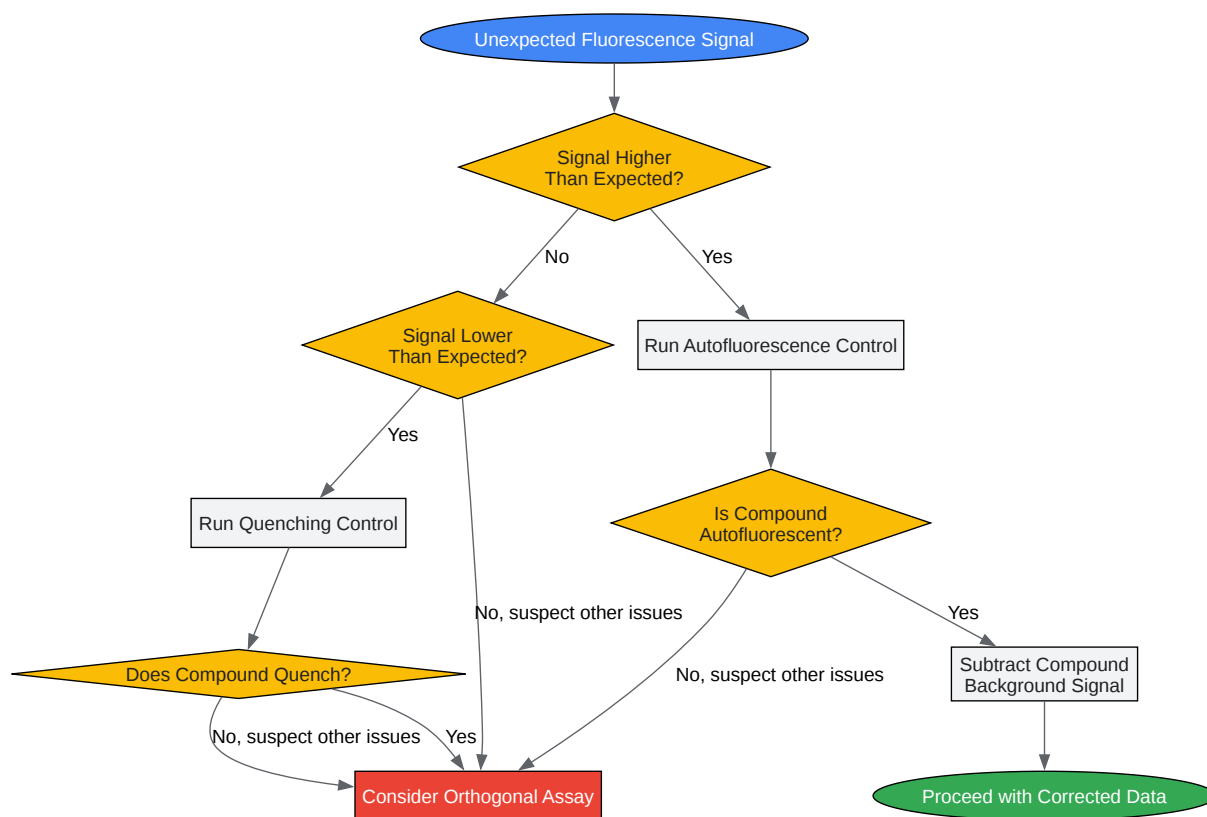 Unexpected Fluorescence Signal
Signal Higher
Than Expected?
No
Yes
Signal Lower
Than Expected?
Run Autofluorescence Control
Yes
Run Quenching Control
Is Compound
Autofluorescent?
No, suspect other issues
Yes
Does Compound Quench?
No, suspect other issues
Subtract Compound
Background Signal
No, suspect other issues
Yes
Consider Orthogonal Assay
Proceed with Corrected Data